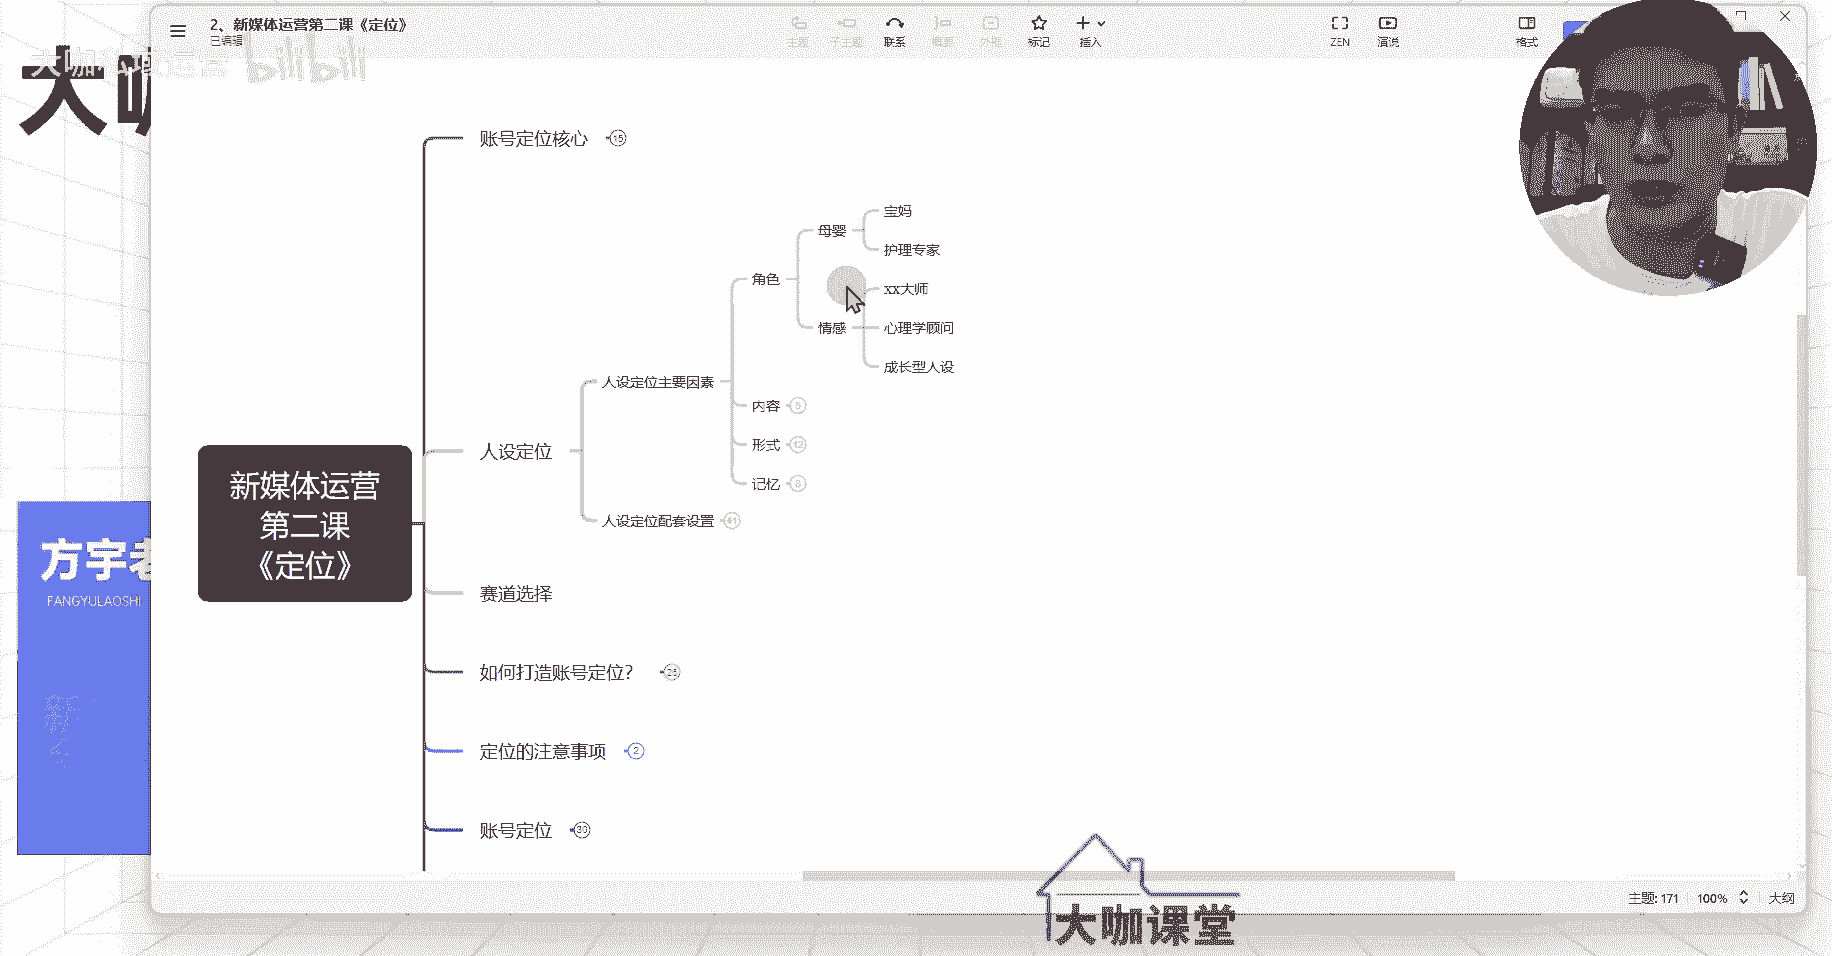 2、新媒体运营第二课《定位》
已编辑
主题
子主题
联系
概要
外框
标记
插入
ZEN
演说
格式
大咖私域运营
bilibili
大咖
账号定位核心
15
宝妈
母婴
护理专家
角色
xx大师
情感
心理学顾问
成长型人设
人设定位主要因素
内容
5
人设定位
形式
12
记忆
8
人设定位配套设置
41
新媒体运营
第二课
《定位》
方宇老
FANGYULAOSHI
赛道选择
如何打造账号定位?
定位的注意事项
2
账号定位
30
主题: 171
100%
大纲
大咖课堂